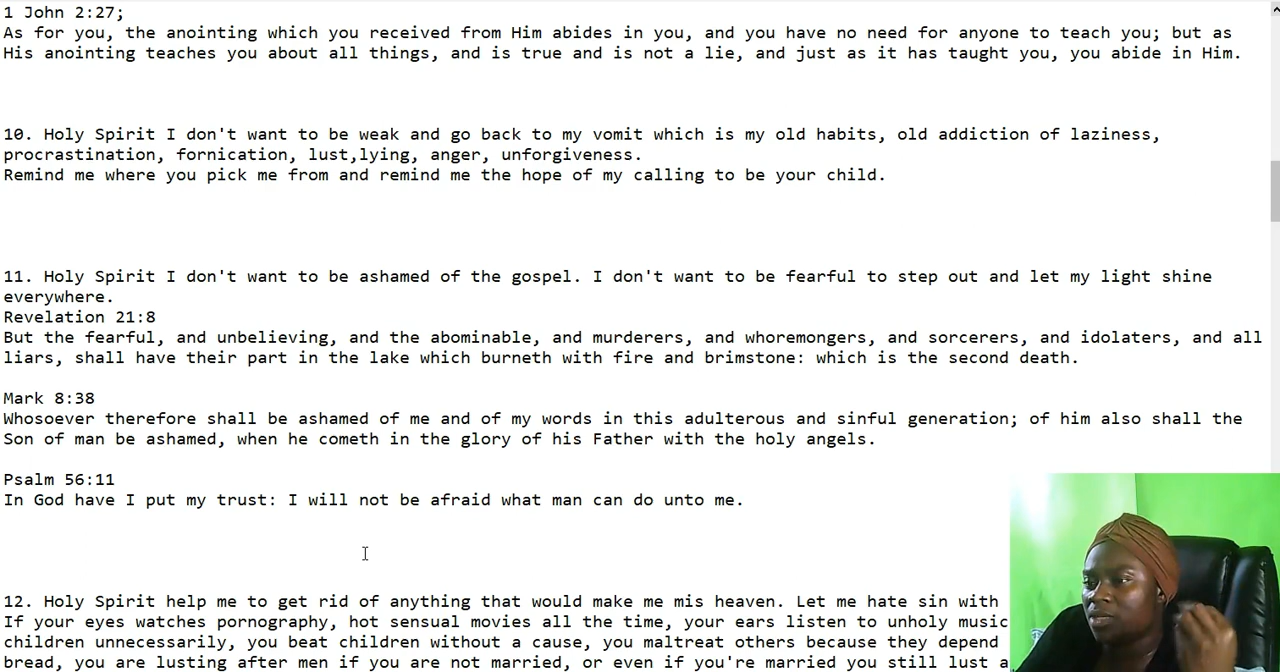 1 John 2:27;
As for you, the anointing which you received from Him abides in you, and you have no need for anyone to teach you; but as
His anointing teaches you about all things, and is true and is not a lie, and just as it has taught you, you abide in Him.
10. Holy Spirit I don't want to be weak and go back to my vomit which is my old habits, old addiction of laziness,
procrastination, fornication, lust,lying, anger, unforgiveness.
Remind me where you pick me from and remind me the hope of my calling to be your child.
11. Holy Spirit I don't want to be ashamed of the gospel. I don't want to be fearful to step out and let my light shine
everywhere.
Revelation 21:8
But the fearful, and unbelieving, and the abominable, and murderers, and whoremongers, and sorcerers, and idolaters, and all
liars, shall have their part in the lake which burneth with fire and brimstone: which is the second death.
Mark 8:38
Whosoever therefore shall be ashamed of me and of my words in this adulterous and sinful generation; of him also shall the
Son of man be ashamed, when he cometh in the glory of his Father with the holy angels.
Psalm 56:11
In God have I put my trust: I will not be afraid what man can do unto me.
12. Holy Spirit help me to get rid of anything that would make me mis heaven. Let me hate sin with
If your eyes watches pornography, hot sensual movies all the time, your ears listen to unholy music
children unnecessarily, you beat children without a cause, you maltreat others because they depend
bread, you are lusting after men if you are not married, or even if you're married you still lust a